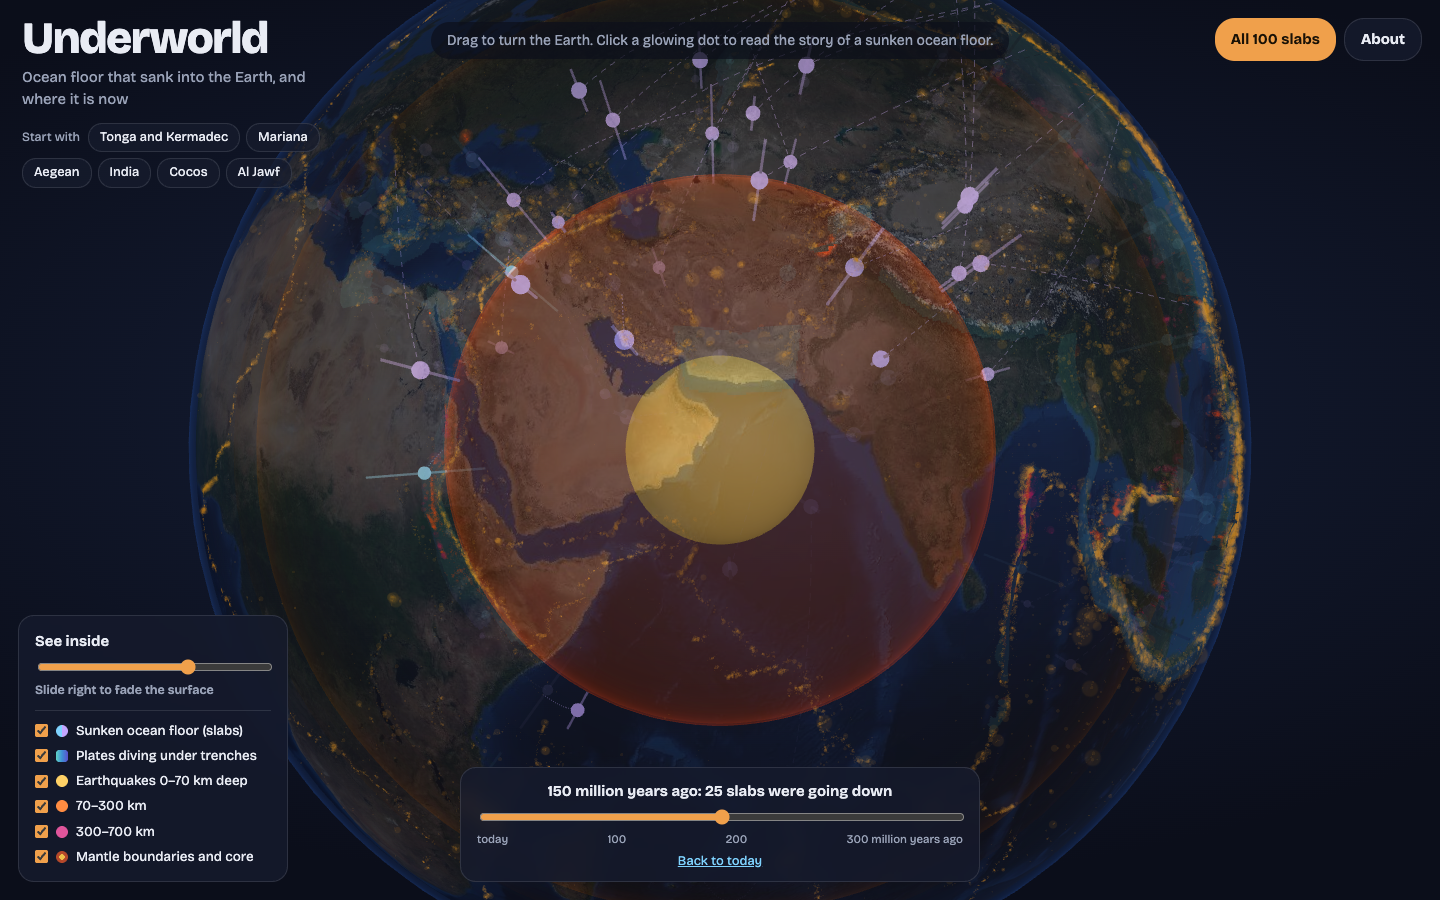 Underworld
Ocean floor that sank into the Earth, and
where it is now
Start with
Tonga and Kermadec
Mariana
Aegean
India
Cocos
Al Jawf
Drag to turn the Earth. Click a glowing dot to read the story of a sunken ocean floor.
All 100 slabs
About
See inside
Slide right to fade the surface
Sunken ocean floor (slabs)
Plates diving under trenches
Earthquakes 0–70 km deep
70–300 km
300–700 km
Mantle boundaries and core
150 million years ago: 25 slabs were going down
today
100
200
300 million years ago
Back to today